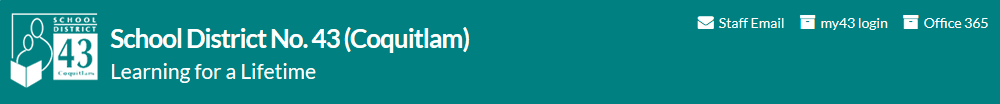 SCHOOL
DISTRICT
43
Coquitlam
School District No. 43 (Coquitlam)
Learning for a Lifetime
Staff Email
my43 login
Office 365